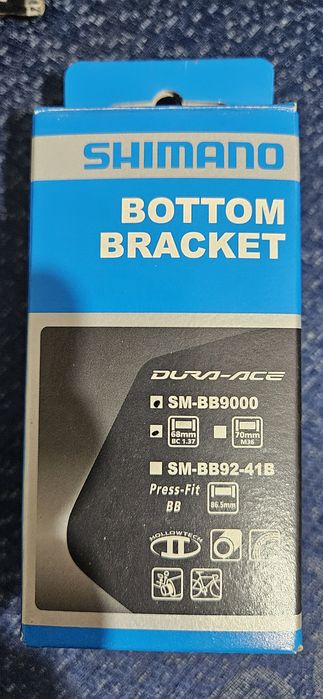 SHIMANO
BOTTOM
BRACKET
DURA-ACE
SM-BB9000
68mm
BC 1.37
70mm
M36
SM-BB92-41B
Press-Fit
BB
86.5mm
HOLLOWTECH
II